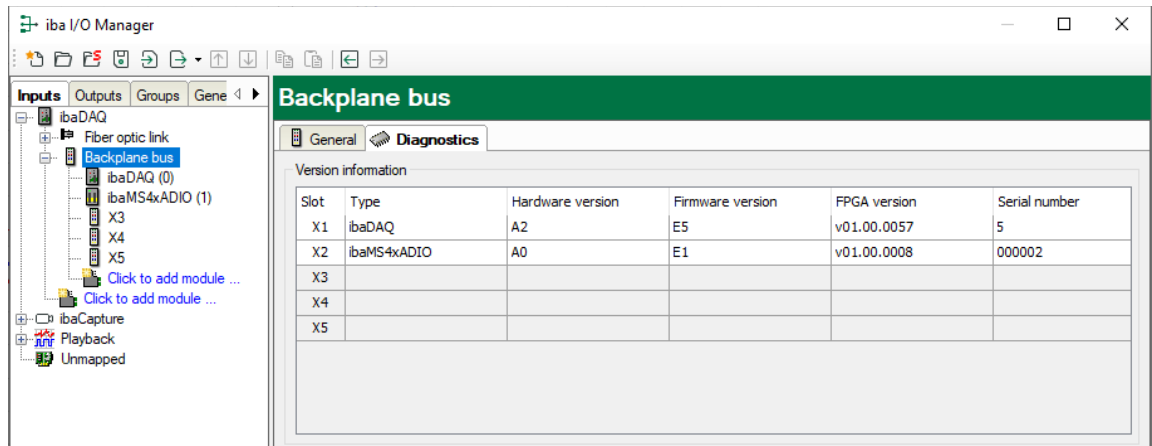 iba I/O Manager
Inputs Outputs Groups Gene
ibaDAQ
Fiber optic link
Backplane bus
ibaDAQ (0)
ibaMS4xADIO (1)
X3
X4
X5
Click to add module ...
Click to add module ...
ibaCapture
Playback
Unmapped
Backplane bus
General Diagnostics
Version information
Slot Type Hardware version Firmware version FPGA version Serial number
X1 ibaDAQ A2 E5 v01.00.0057 5
X2 ibaMS4xADIO A0 E1 v01.00.0008 000002
X3
X4
X5